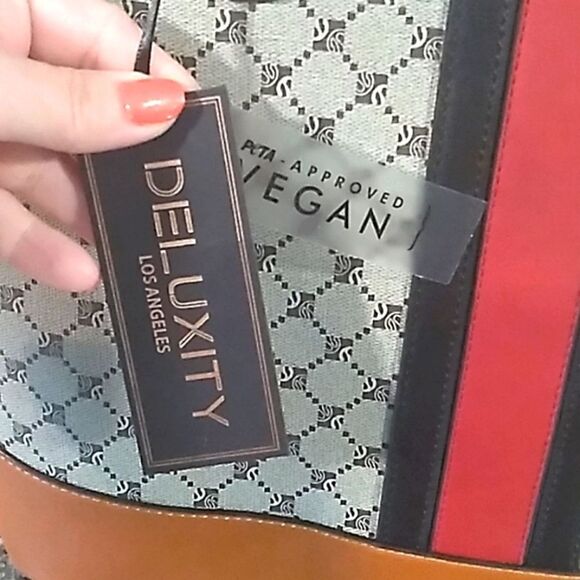 DELUXITY
LOS ANGELES
PETA-APPROVED
VEGAN